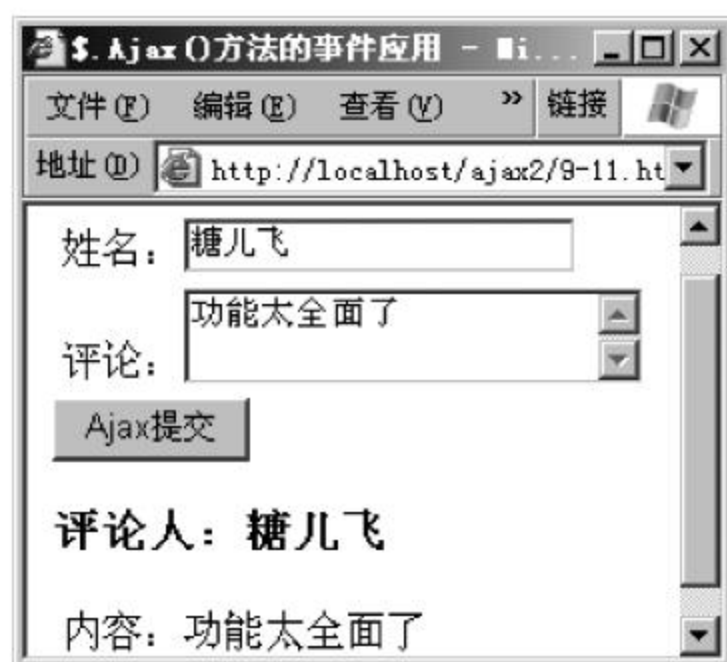 $.Ajax()方法的事件应用 - Mi...
文件(F) 编辑(E) 查看(V) » 链接
地址(D) http://localhost/ajax2/9-11.ht
姓名：糖儿飞
功能太全面了
评论：
Ajax提交
评论人：糖儿飞
内容：功能太全面了